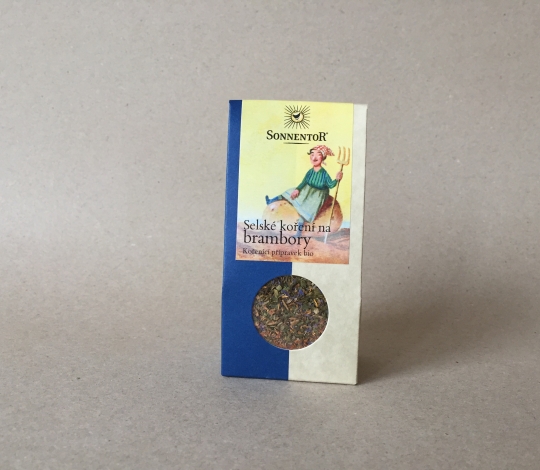 SONNENTOR
Selské koření na
brambory
Kořenicí přípravek bio